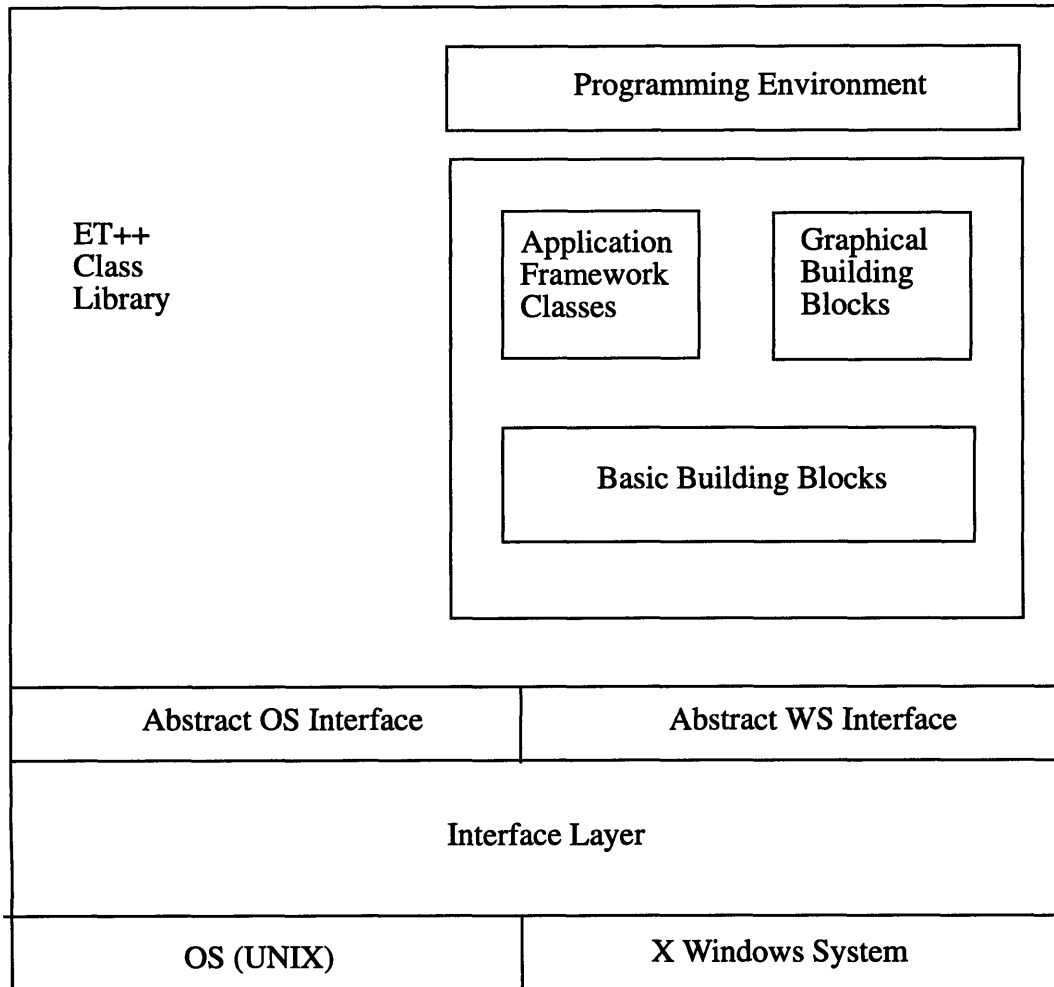 Programming Environment
ET++
Class
Library
Application
Framework
Classes
Graphical
Building
Blocks
Basic Building Blocks
Abstract OS Interface
Abstract WS Interface
Interface Layer
OS (UNIX)
X Windows System